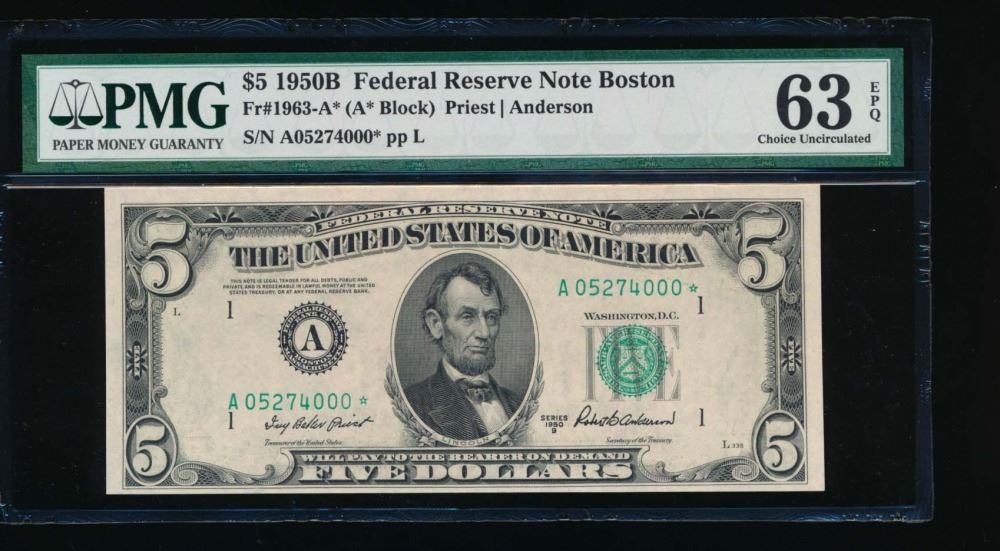 PMG
PAPER MONEY GUARANTY
$5 1950B Federal Reserve Note Boston
Fr#1963-A* (A* Block) Priest | Anderson
S/N A05274000* pp L
63
EPQ
Choice Uncirculated
5
FEDERAL RESERVE NOTE
5
THE UNITED STATES OF AMERICA
THIS NOTE IS LEGAL TENDER FOR ALL DEBTS, PUBLIC AND
PRIVATE, AND IS REDEEMABLE IN LAWFUL MONEY AT THE UNITED
STATES TREASURY, OR AT ANY FEDERAL RESERVE BANK.
A 05274000 ☆
L
1
1
WASHINGTON, D.C.
A
FIVE
A 05274000 ☆
1
1
Ivy Baker Priest
SERIES
1950
B
Robert B. Anderson
Treasurer of the United States.
LINCOLN
Secretary of the Treasury.
L 338
5
WILL PAY TO THE BEARER ON DEMAND
5
FIVE DOLLARS